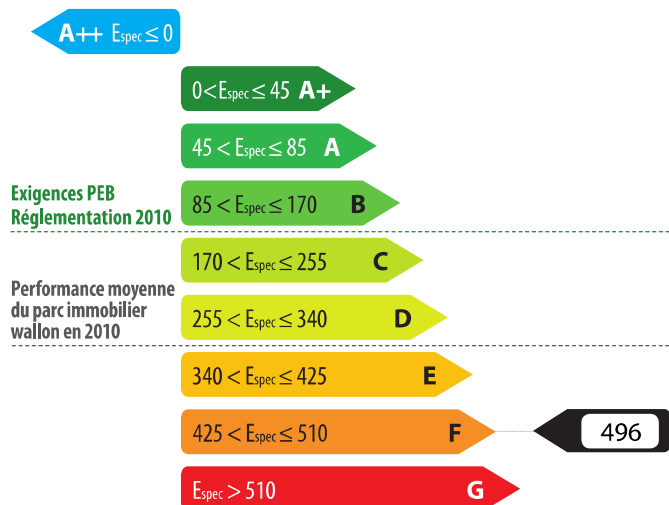 A++ Espec ≤ 0
0 < Espec ≤ 45 A+
45 < Espec ≤ 85 A
Exigences PEB
Réglementation 2010
85 < Espec ≤ 170 B
170 < Espec ≤ 255 C
Performance moyenne
du parc immobilier
wallon en 2010
255 < Espec ≤ 340 D
340 < Espec ≤ 425 E
425 < Espec ≤ 510 F 496
Espec > 510 G